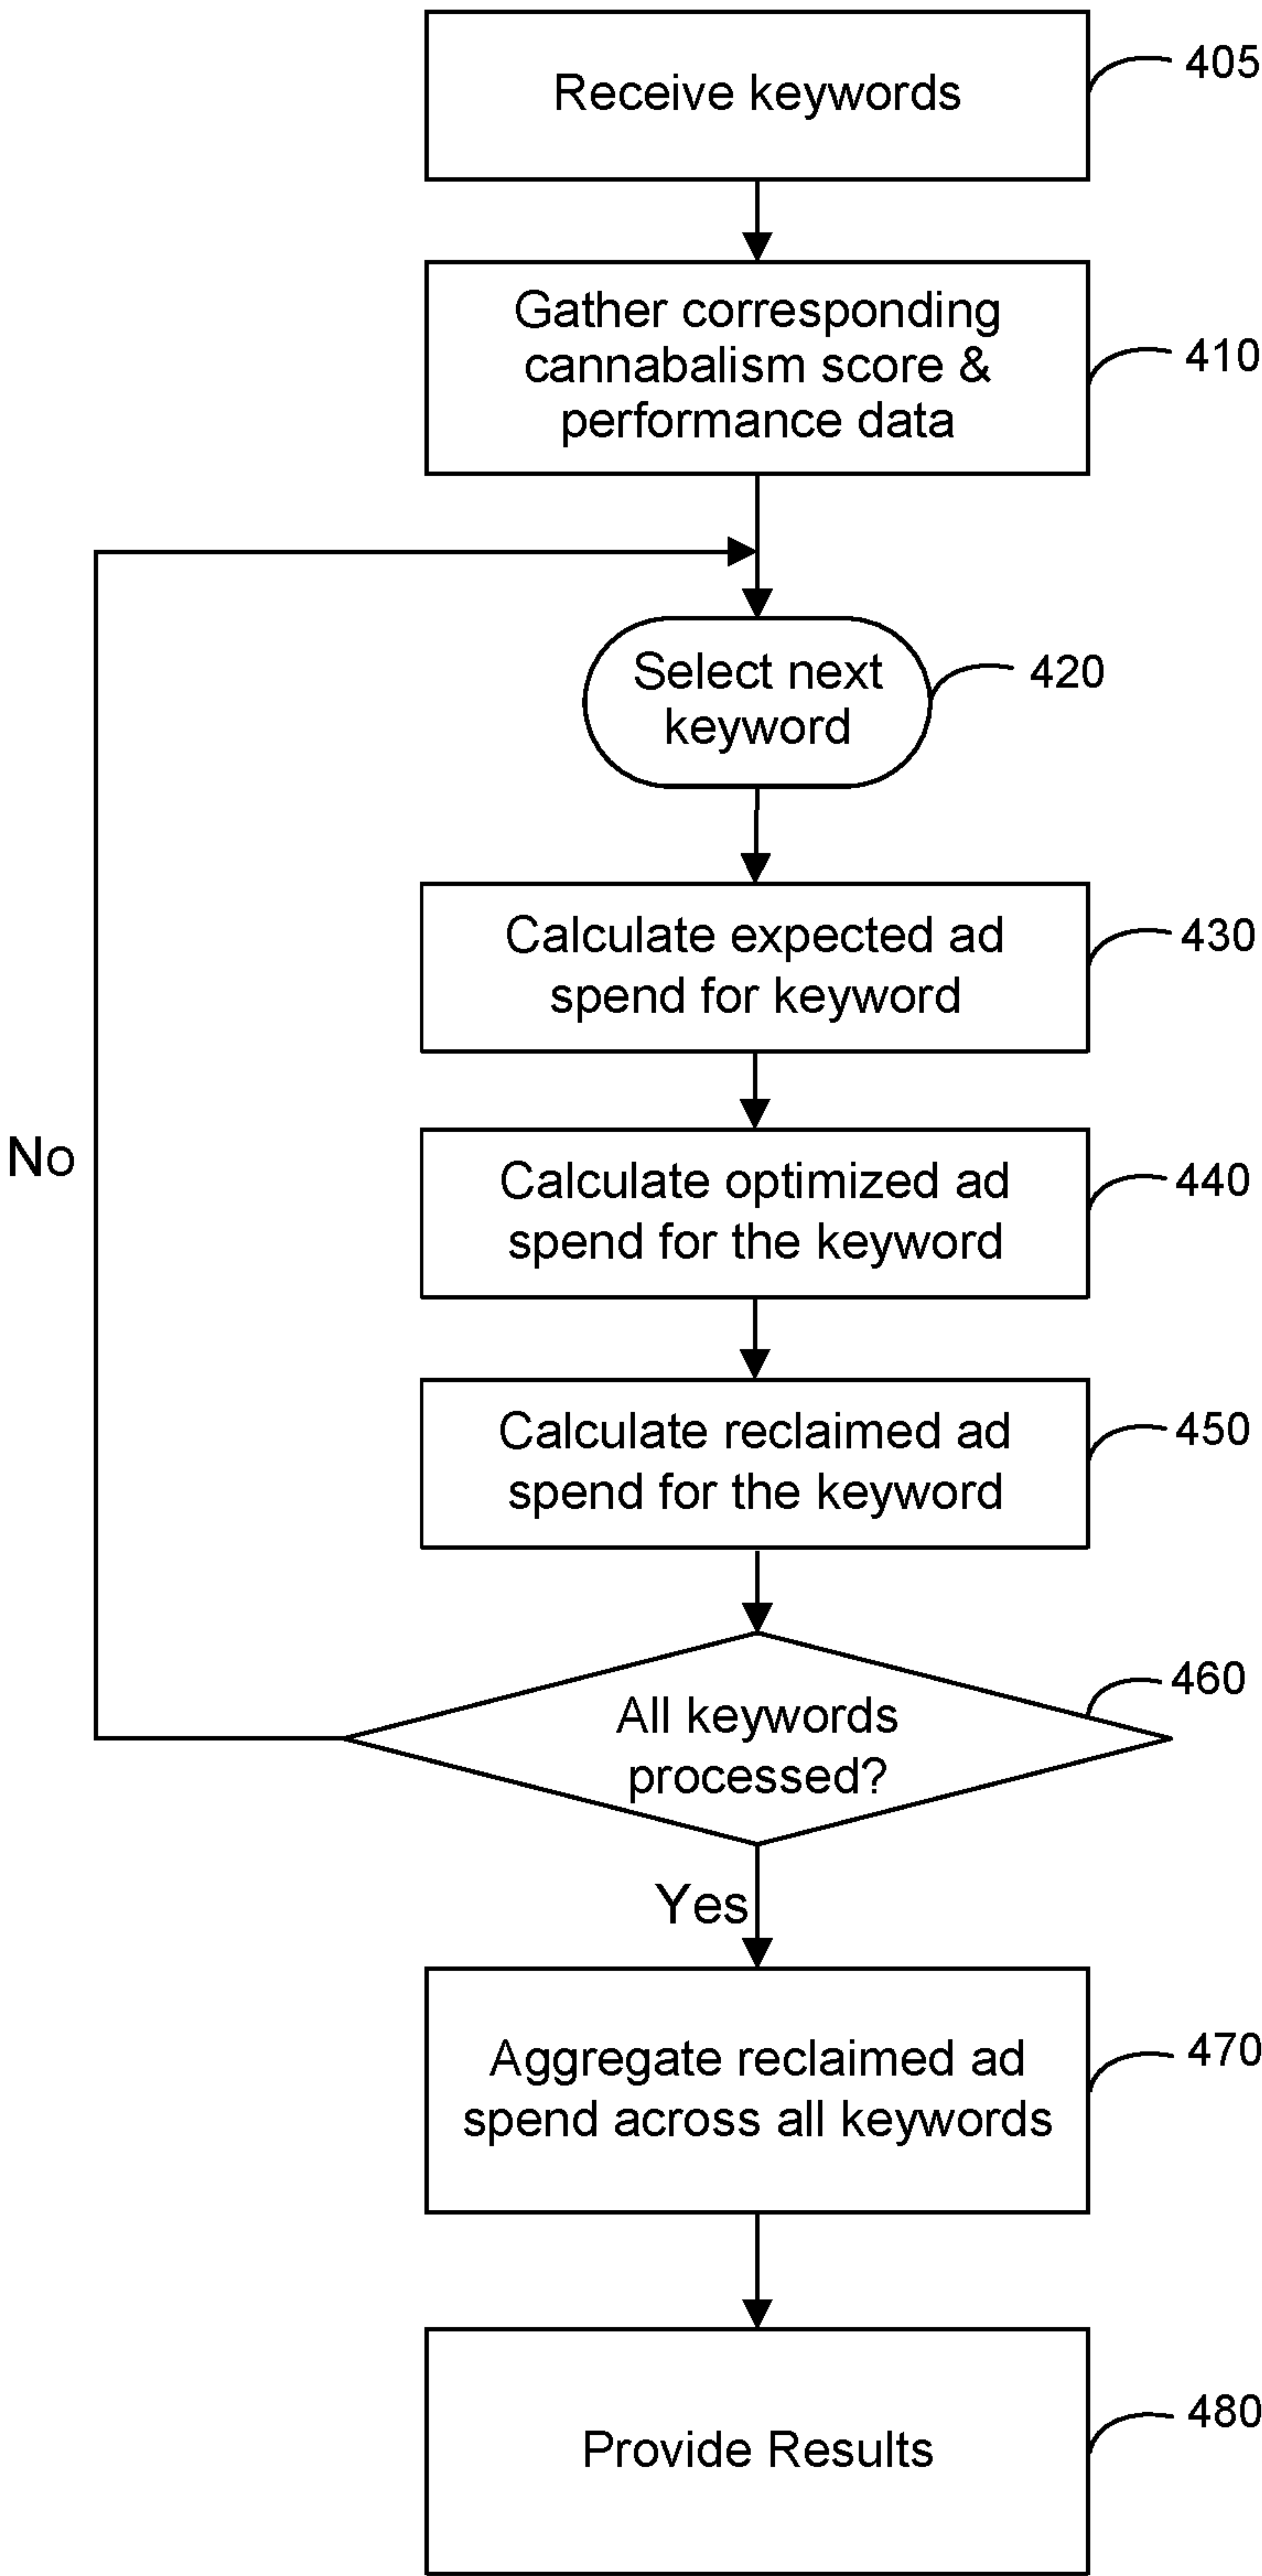 Receive keywords
405
Gather corresponding
cannabalism score &
performance data
410
Select next
keyword
420
Calculate expected ad
spend for keyword
430
No
Calculate optimized ad
spend for the keyword
440
Calculate reclaimed ad
spend for the keyword
450
All keywords
processed?
460
Yes
Aggregate reclaimed ad
spend across all keywords
470
Provide Results
480